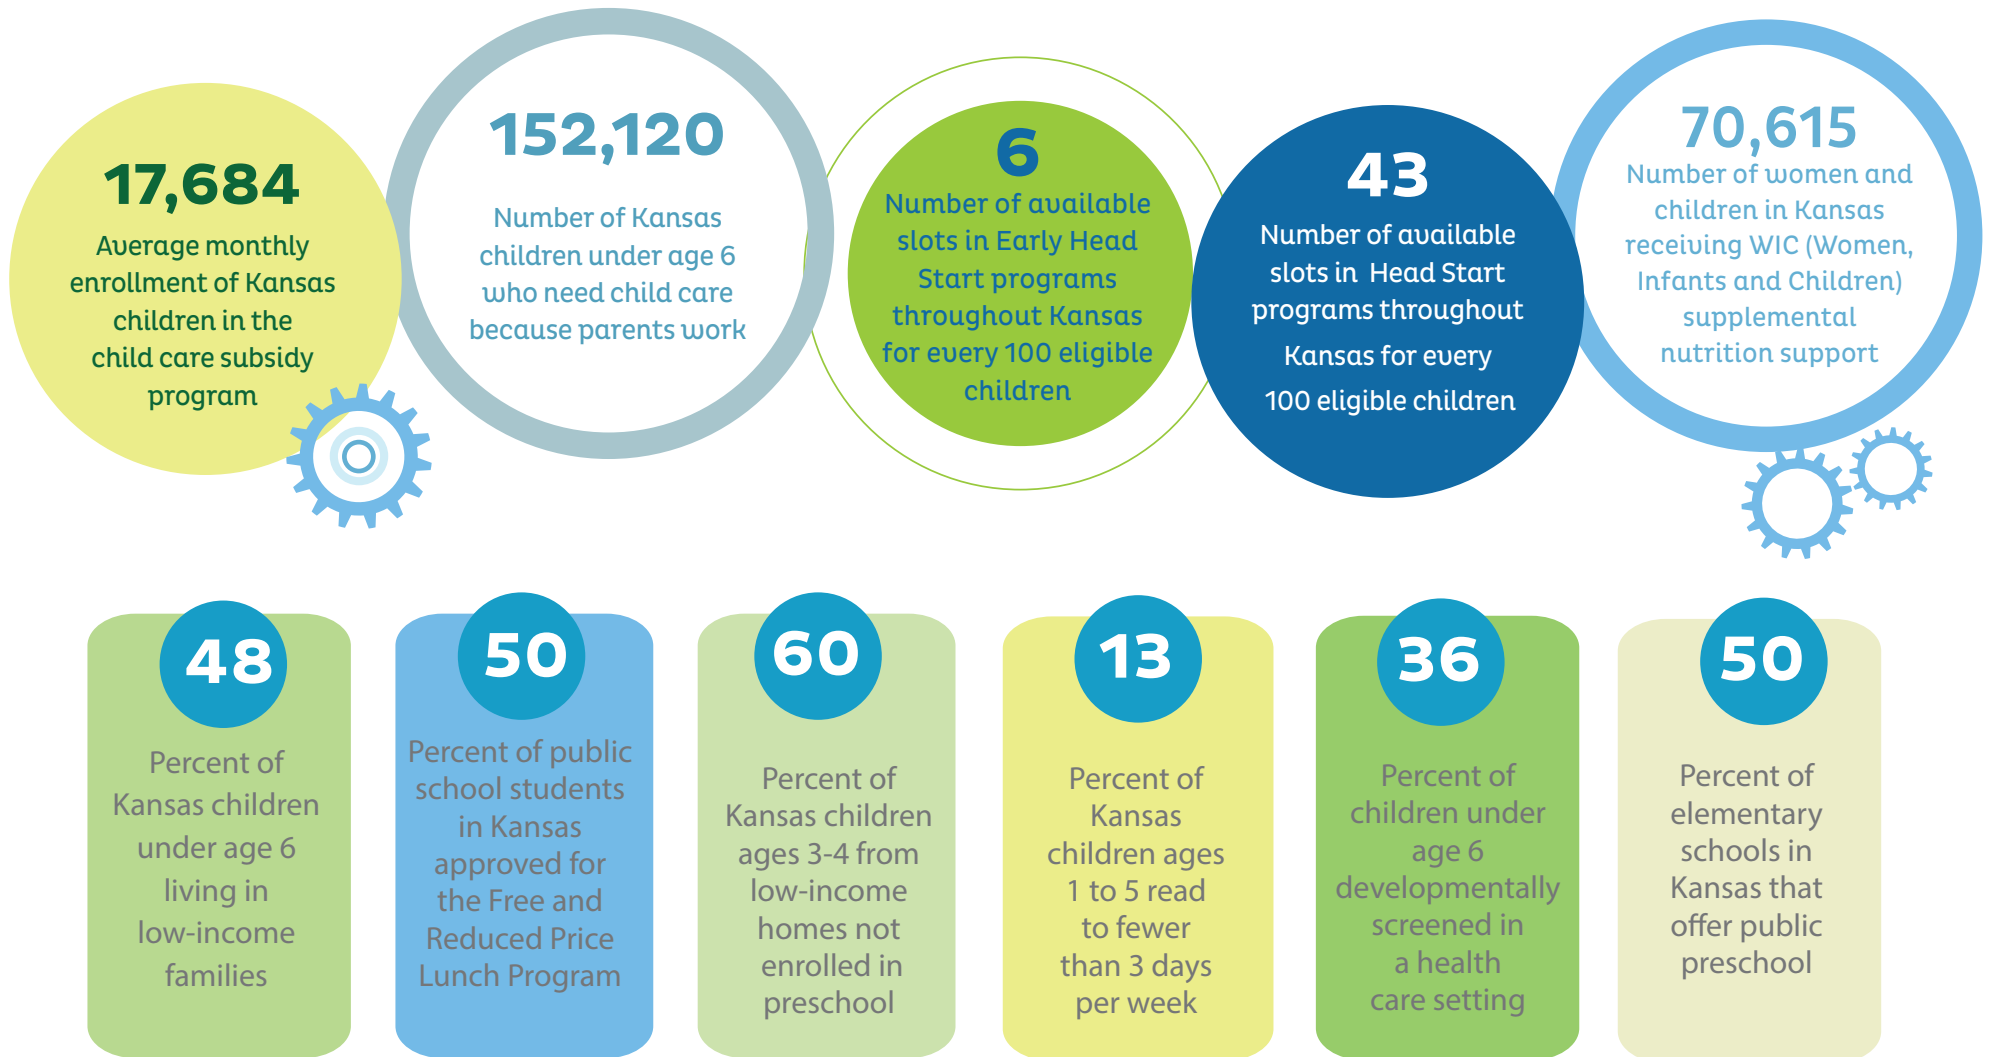 17,684
Average monthly
enrollment of Kansas
children in the
child care subsidy
program
152,120
Number of Kansas
children under age 6
who need child care
because parents work
6
Number of available
slots in Early Head
Start programs
throughout Kansas
for every 100 eligible
children
43
Number of available
slots in Head Start
programs throughout
Kansas for every
100 eligible children
70,615
Number of women and
children in Kansas
receiving WIC (Women,
Infants and Children)
supplemental
nutrition support
48
Percent of
Kansas children
under age 6
living in
low-income
families
50
Percent of public
school students
in Kansas
approved for
the Free and
Reduced Price
Lunch Program
60
Percent of
Kansas children
ages 3-4 from
low-income
homes not
enrolled in
preschool
13
Percent of
Kansas
children ages
1 to 5 read
to fewer
than 3 days
per week
36
Percent of
children under
age 6
developmentally
screened in
a health
care setting
50
Percent of
elementary
schools in
Kansas that
offer public
preschool